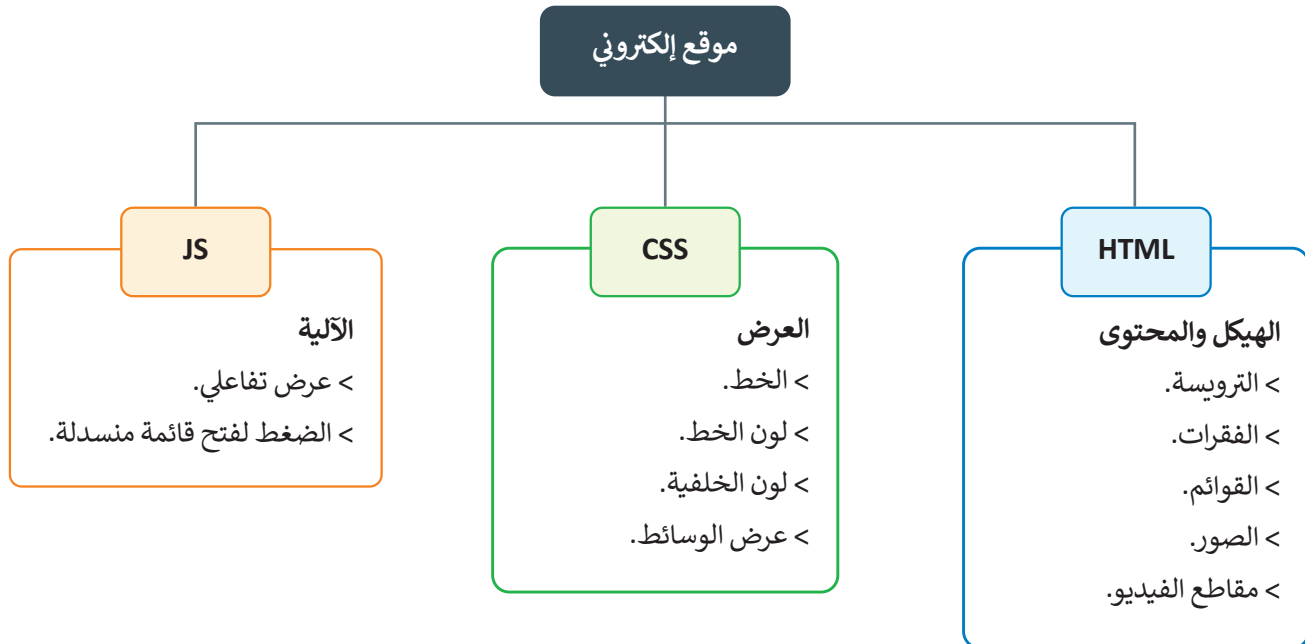 موقع إلكتروني
HTML
الهيكل والمحتوى
> الترويسة.
> الفقرات.
> القوائم.
> الصور.
> مقاطع الفيديو.
CSS
العرض
> الخط.
> لون الخط.
> لون الخلفية.
> عرض الوسائط.
JS
الآلية
> عرض تفاعلي.
> الضغط لفتح قائمة منسدلة.